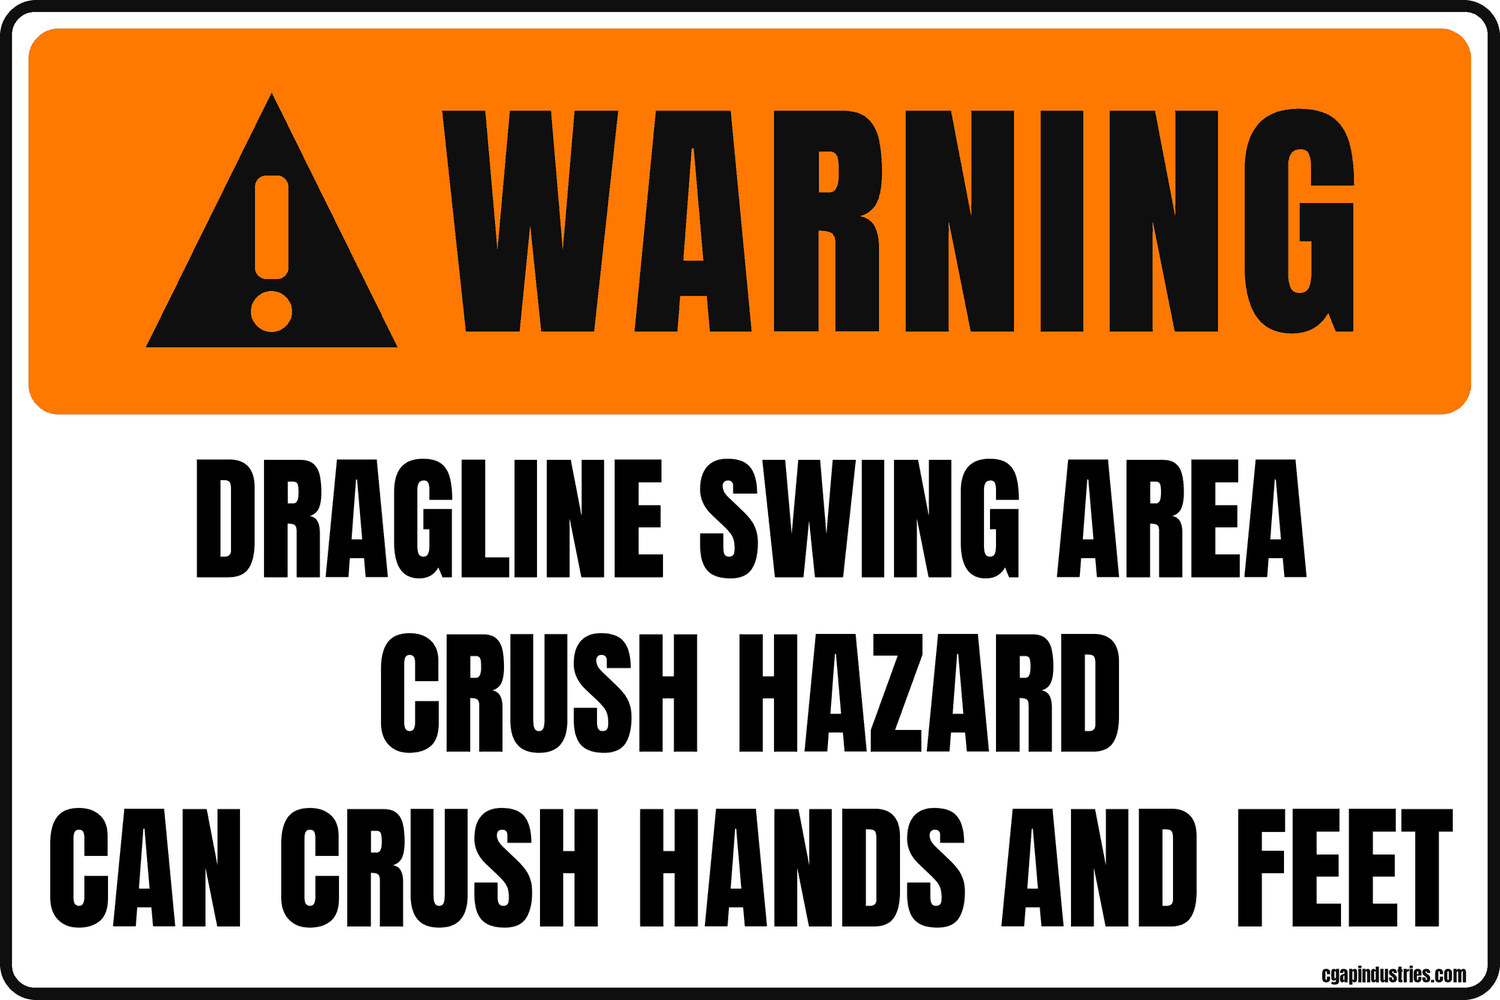 WARNING
DRAGLINE SWING AREA
CRUSH HAZARD
CAN CRUSH HANDS AND FEET
cgapindustries.com